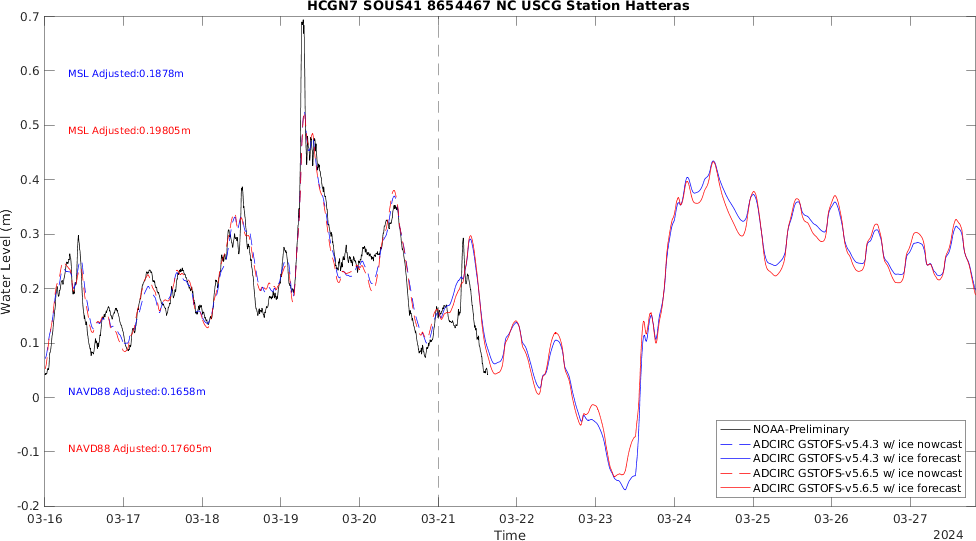 HCGN7 SOUS41 8654467 NC USCG Station Hatteras
0.7
0.6
0.5
0.4
0.3
0.2
0.1
0
-0.1
-0.2
Water Level (m)
MSL Adjusted:0.1878m
MSL Adjusted:0.19805m
NAVD88 Adjusted:0.1658m
NAVD88 Adjusted:0.17605m
NOAA-Preliminary
ADCIRC GSTOFS-v5.4.3 w/ ice nowcast
ADCIRC GSTOFS-v5.4.3 w/ ice forecast
ADCIRC GSTOFS-v5.6.5 w/ ice nowcast
ADCIRC GSTOFS-v5.6.5 w/ ice forecast
03-16 03-17 03-18 03-19 03-20 03-21 03-22 03-23 03-24 03-25 03-26 03-27
Time
2024